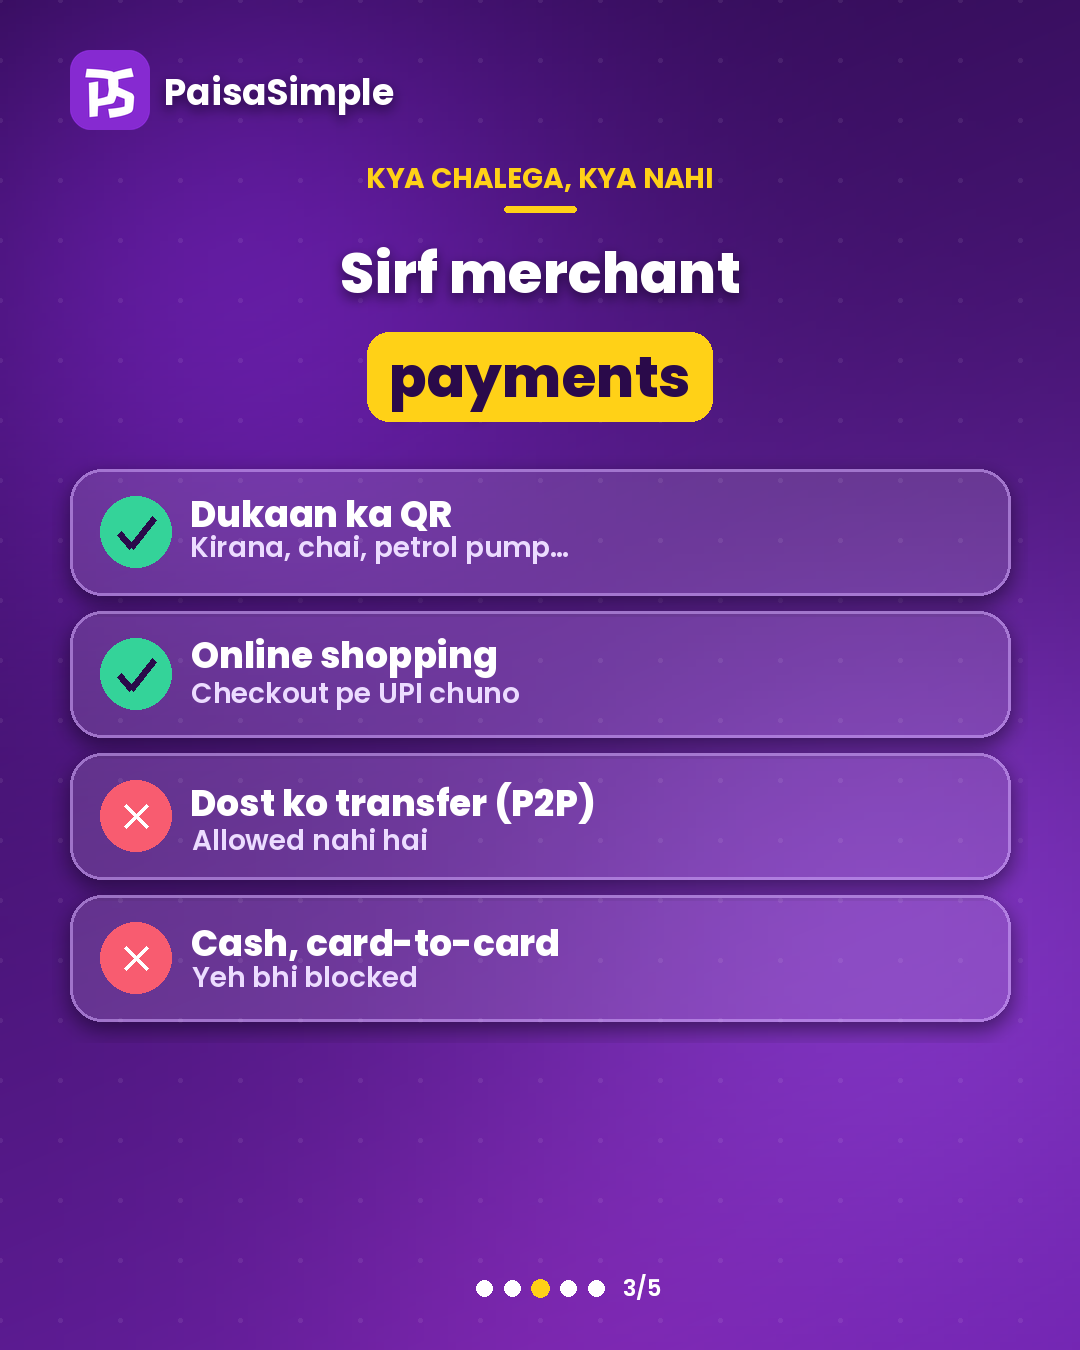 PS
PaisaSimple
KYA CHALEGA, KYA NAHI
Sirf merchant
payments
Dukaan ka QR
Kirana, chai, petrol pump...
Online shopping
Checkout pe UPI chuno
Dost ko transfer (P2P)
Allowed nahi hai
Cash, card-to-card
Yeh bhi blocked
3/5